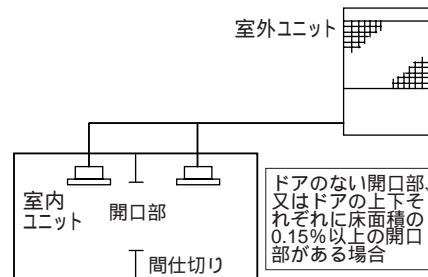 室外ユニット
室内
ユニット
開口部
間仕切り
ドアのない開口部、
又はドアの上下そ
れぞれに床面積の
0.15%以上の開口
部がある場合